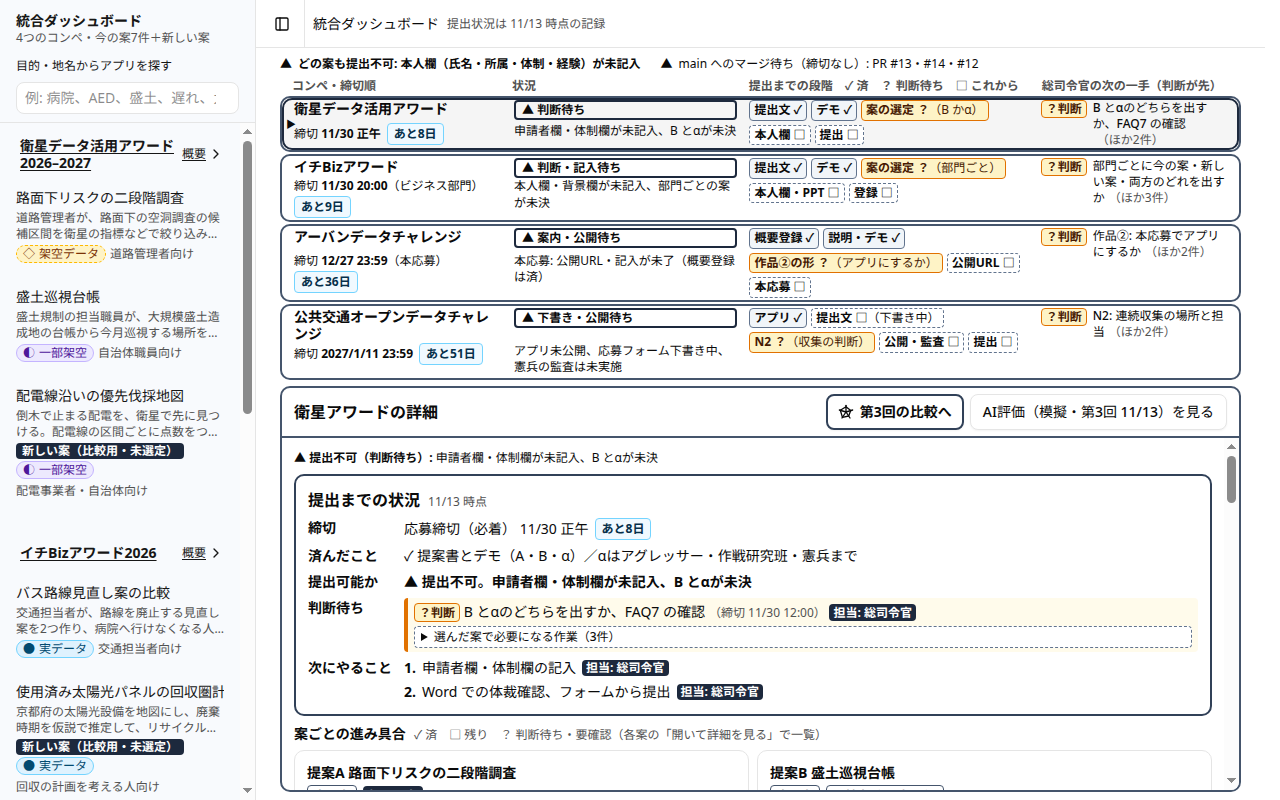 統合ダッシュボード
4つのコンペ・今の案7件＋新しい案
目的・地名からアプリを探す
例: 病院、AED、盛土、遅れ、
衛星データ活用アワード
2026–2027
概要
路面下リスクの二段階調査
道路管理者が、路面下の空洞調査の候
補区間を衛星の指標などで絞り込み…
◇ 架空データ 道路管理者向け
盛土巡視台帳
盛土規制の担当職員が、大規模盛土造
成地の台帳から今月巡視する場所を…
◐ 一部架空 自治体職員向け
配電線沿いの優先伐採地図
倒木で止まる配電を、衛星で先に見つ
ける。配電線の区間ごとに点数をつ…
新しい案（比較用・未選定）
◐ 一部架空
配電事業者・自治体向け
イチBizアワード2026
概要
バス路線見直し案の比較
交通担当者が、路線を廃止する見直し
案を2つ作り、病院へ行けなくなる人…
● 実データ 交通担当者向け
使用済み太陽光パネルの回収圏計
京都府の太陽光設備を地図にし、廃棄
時期を仮説で推定して、リサイクル…
新しい案（比較用・未選定）
● 実データ
回収の計画を考える人向け
統合ダッシュボード 提出状況は 11/13 時点の記録
▲ どの案も提出不可: 本人欄（氏名・所属・体制・経験）が未記入 ▲ main へのマージ待ち（締切なし）: PR #13・#14・#12
コンペ・締切順 状況 提出までの段階 ✓ 済 ? 判断待ち □ これから 総司令官の次の一手（判断が先）
衛星データ活用アワード
締切 11/30 正午 あと8日
▲ 判断待ち
申請者欄・体制欄が未記入、B とαが未決
提出文 ✓ デモ ✓ 案の選定 ?（B かα）
本人欄 □ 提出 □
?判断 B とαのどちらを出す
か、FAQ7 の確認
（ほか2件）
イチBizアワード
締切 11/30 20:00（ビジネス部門）
あと9日
▲ 判断・記入待ち
本人欄・背景欄が未記入、部門ごとの案
が未決
提出文 ✓ デモ ✓ 案の選定 ?（部門ごと）
本人欄・PPT □ 登録 □
?判断 部門ごとに今の案・新し
い案・両方のどれを出す
か （ほか3件）
アーバンデータチャレンジ
締切 12/27 23:59（本応募）
あと36日
▲ 案内・公開待ち
本応募: 公開URL・記入が未了（概要登録
は済）
概要登録 ✓ 説明・デモ ✓
作品②の形 ?（アプリにするか） 公開URL □
本応募 □
?判断 作品②: 本応募でアプリ
にするか （ほか2件）
公共交通オープンデータチャレ
ンジ
締切 2027/1/11 23:59 あと51日
▲ 下書き・公開待ち
アプリ未公開、応募フォーム下書き中、
憲兵の監査は未実施
アプリ ✓ 提出文 □（下書き中）
N2 ?（収集の判断） 公開・監査 □ 提出 □
?判断 N2: 連続収集の場所と担
当 （ほか2件）
衛星アワードの詳細
第3回の比較へ
AI評価（模擬・第3回 11/13）を見る
▲ 提出不可（判断待ち）: 申請者欄・体制欄が未記入、B とαが未決
提出までの状況 11/13 時点
締切 応募締切（必着） 11/30 正午 あと8日
済んだこと ✓ 提案書とデモ（A・B・α）／αはアグレッサー・作戦研究班・憲兵まで
提出可能か ▲ 提出不可。申請者欄・体制欄が未記入、B とαが未決
判断待ち ?判断 B とαのどちらを出すか、FAQ7 の確認 （締切 11/30 12:00） 担当: 総司令官
▶ 選んだ案で必要になる作業（3件）
次にやること 1. 申請者欄・体制欄の記入 担当: 総司令官
2. Word での体裁確認、フォームから提出 担当: 総司令官
案ごとの進み具合 ✓ 済 □ 残り ? 判断待ち・要確認（各案の「開いて詳細を見る」で一覧）
提案A 路面下リスクの二段階調査
提案B 盛土巡視台帳